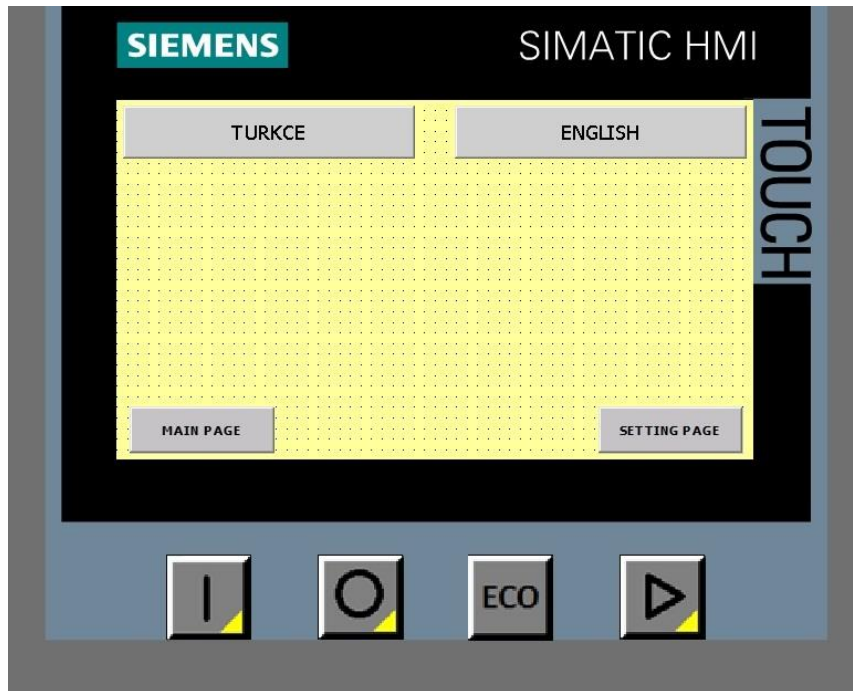 SIEMENS SIMATIC HMI
TOUCH
TURKCE ENGLISH
MAIN PAGE SETTING PAGE
I O ECO